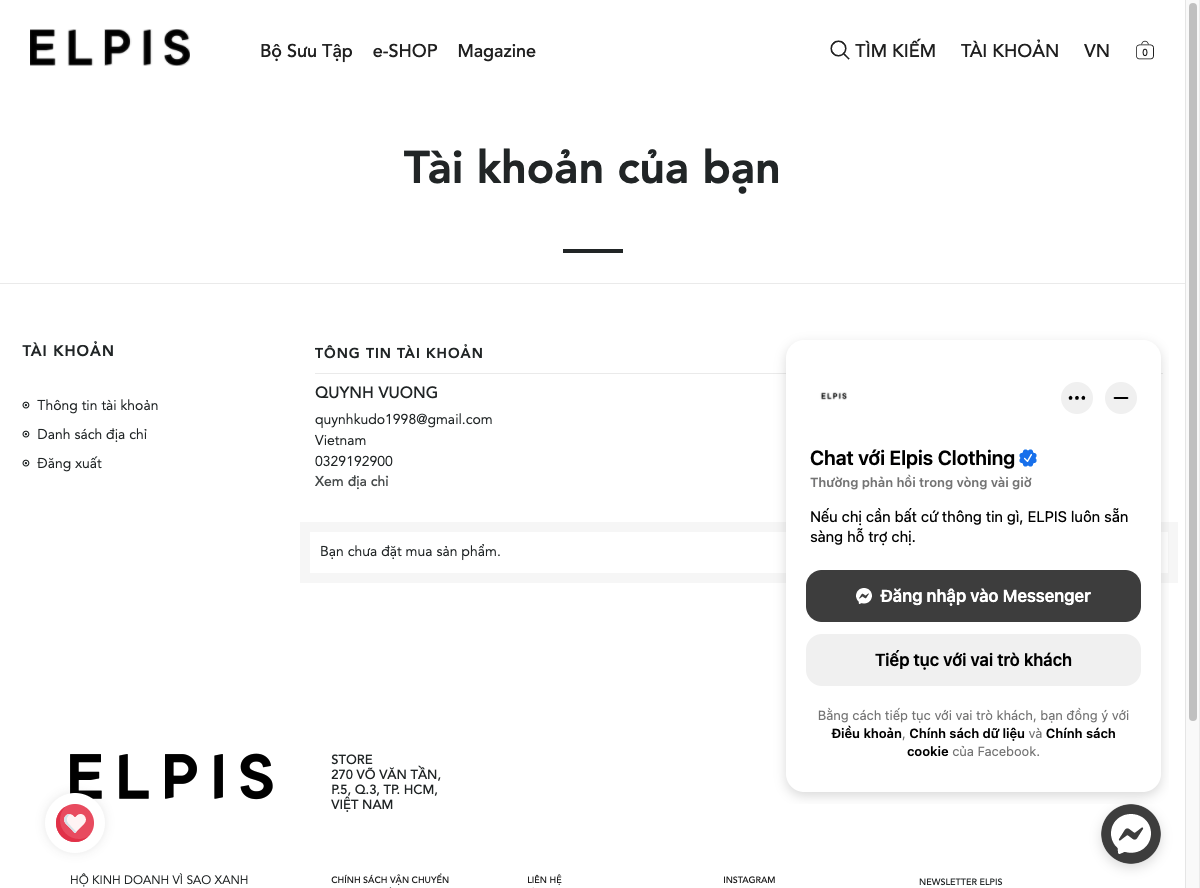 ELPIS
Bộ Sưu Tập e-SHOP Magazine
TÌM KIẾM TÀI KHOẢN VN 0
Tài khoản của bạn
TÀI KHOẢN
Thông tin tài khoản
Danh sách địa chỉ
Đăng xuất
TÔNG TIN TÀI KHOẢN
QUYNH VUONG
quynhkudo1998@gmail.com
Vietnam
0329192900
Xem địa chỉ
Bạn chưa đặt mua sản phẩm.
ELPIS
Chat với Elpis Clothing
Thường phản hồi trong vòng vài giờ
Nếu chị cần bất cứ thông tin gì, ELPIS luôn sẵn
sàng hỗ trợ chị.
Đăng nhập vào Messenger
Tiếp tục với vai trò khách
Bằng cách tiếp tục với vai trò khách, bạn đồng ý với
Điều khoản, Chính sách dữ liệu và Chính sách
cookie của Facebook.
ELPIS
STORE
270 VÕ VĂN TẦN,
P.5, Q.3, TP. HCM,
VIỆT NAM
HỘ KINH DOANH VÌ SAO XANH
CHÍNH SÁCH VẬN CHUYỂN
LIÊN HỆ
INSTAGRAM
NEWSLETTER ELPIS